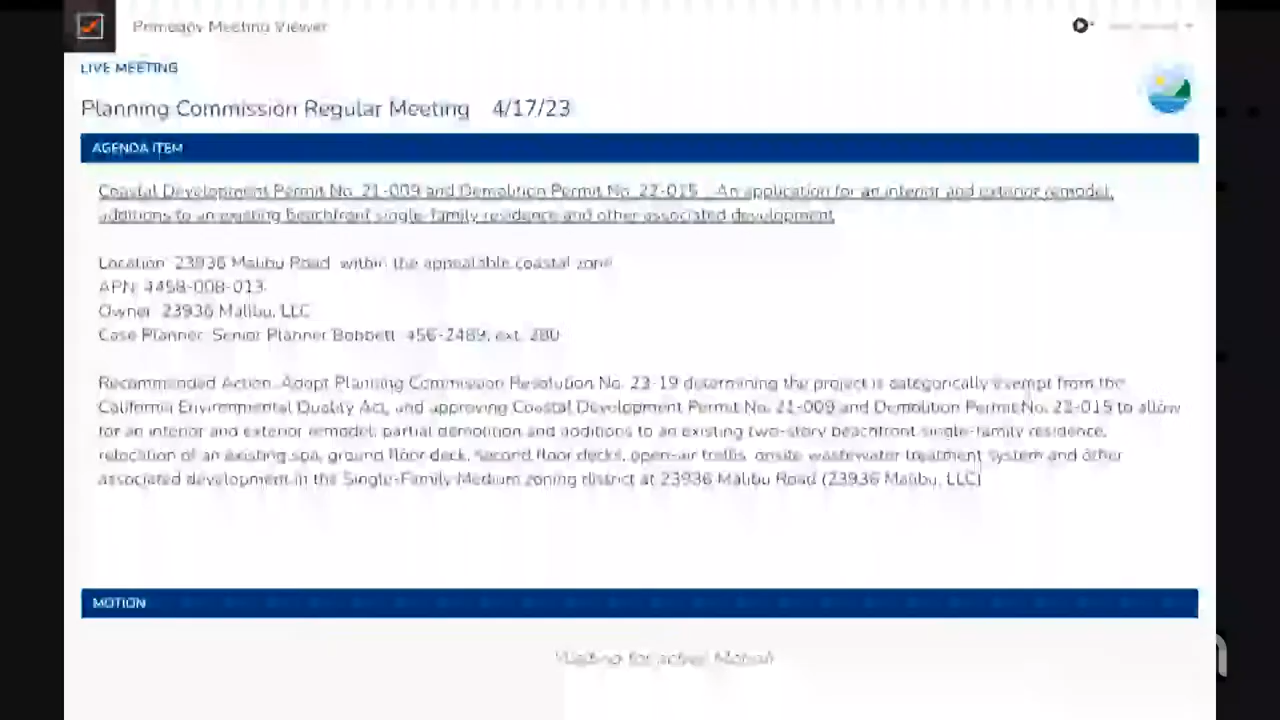 Primegov Meeting Viewer
LIVE MEETING
Planning Commission Regular Meeting 4/17/23
AGENDA ITEM
Coastal Development Permit No. 21-009 and Demolition Permit No. 22-015 An application for an interior and exterior remodel,
additions to an existing beachfront single-family residence and other associated development
Location: 23936 Malibu Road within the appealable coastal zone
APN: 4458-008-013
Owner: 23936 Malibu, LLC
Case Planner: Senior Planner Bobbett 456-2489, ext. 280
Recommended Action: Adopt Planning Commission Resolution No. 23-19 determining the project is categorically exempt from the
California Environmental Quality Act, and approving Coastal Development Permit No. 21-009 and Demolition Permit No. 22-015 to allow
for an interior and exterior remodel, partial demolition and additions to an existing two-story beachfront single-family residence,
relocation of an existing spa, ground floor deck, second floor decks, open-air trellis, onsite wastewater treatment system and other
associated development in the Single-Family Medium zoning district at 23936 Malibu Road (23936 Malibu, LLC)
MOTION
Waiting for active Motion